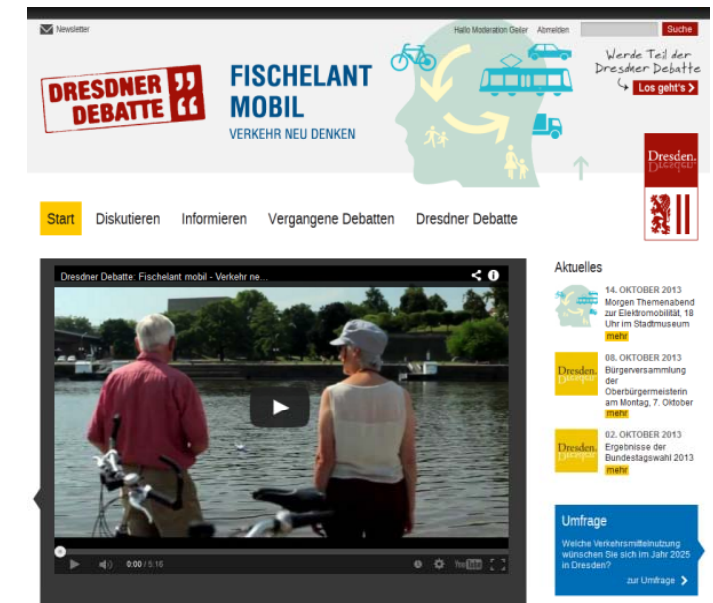 Newsletter
Hallo Moderation Geiler Abmelden
Suche
Werde Teil der
Dresdner Debatte
Los geht's
DRESDNER
DEBATTE
FISCHELANT
MOBIL
VERKEHR NEU DENKEN
Dresden.
Dresden.
Start Diskutieren Informieren Vergangene Debatten Dresdner Debatte
Dresdner Debatte: Fischelant mobil - Verkehr ne...
0:00 / 5:16
YouTube
Aktuelles
14. OKTOBER 2013
Morgen Themenabend
zur Elektromobilität, 18
Uhr im Stadtmuseum
mehr
Dresden.
Dresden.
08. OKTOBER 2013
Bürgerversammlung
der
Oberbürgermeisterin
am Montag, 7. Oktober
mehr
Dresden.
Dresden.
02. OKTOBER 2013
Ergebnisse der
Bundestagswahl 2013
mehr
Umfrage
Welche Verkehrsmittelnutzung
wünschen Sie sich im Jahr 2025
in Dresden?
zur Umfrage